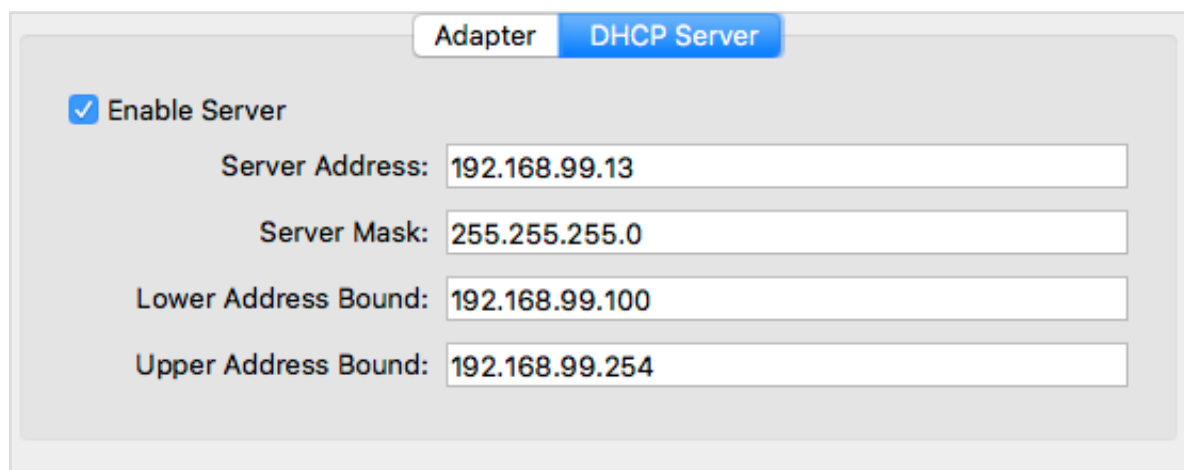 Adapter DHCP Server
Enable Server
Server Address: 192.168.99.13
Server Mask: 255.255.255.0
Lower Address Bound: 192.168.99.100
Upper Address Bound: 192.168.99.254